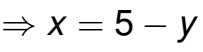 ⇒ x = 5 − y